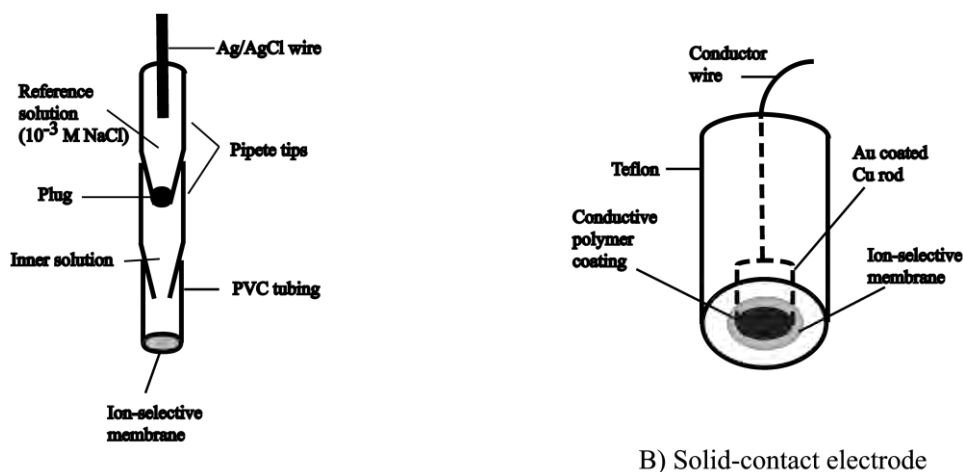 Ag/AgCl wire
Reference
solution
(10⁻³ M NaCl)
Pipete tips
Plug
Inner solution
PVC tubing
Ion-selective
membrane
Conductor
wire
Teflon
Au coated
Cu rod
Conductive
polymer
coating
Ion-selective
membrane
B) Solid-contact electrode